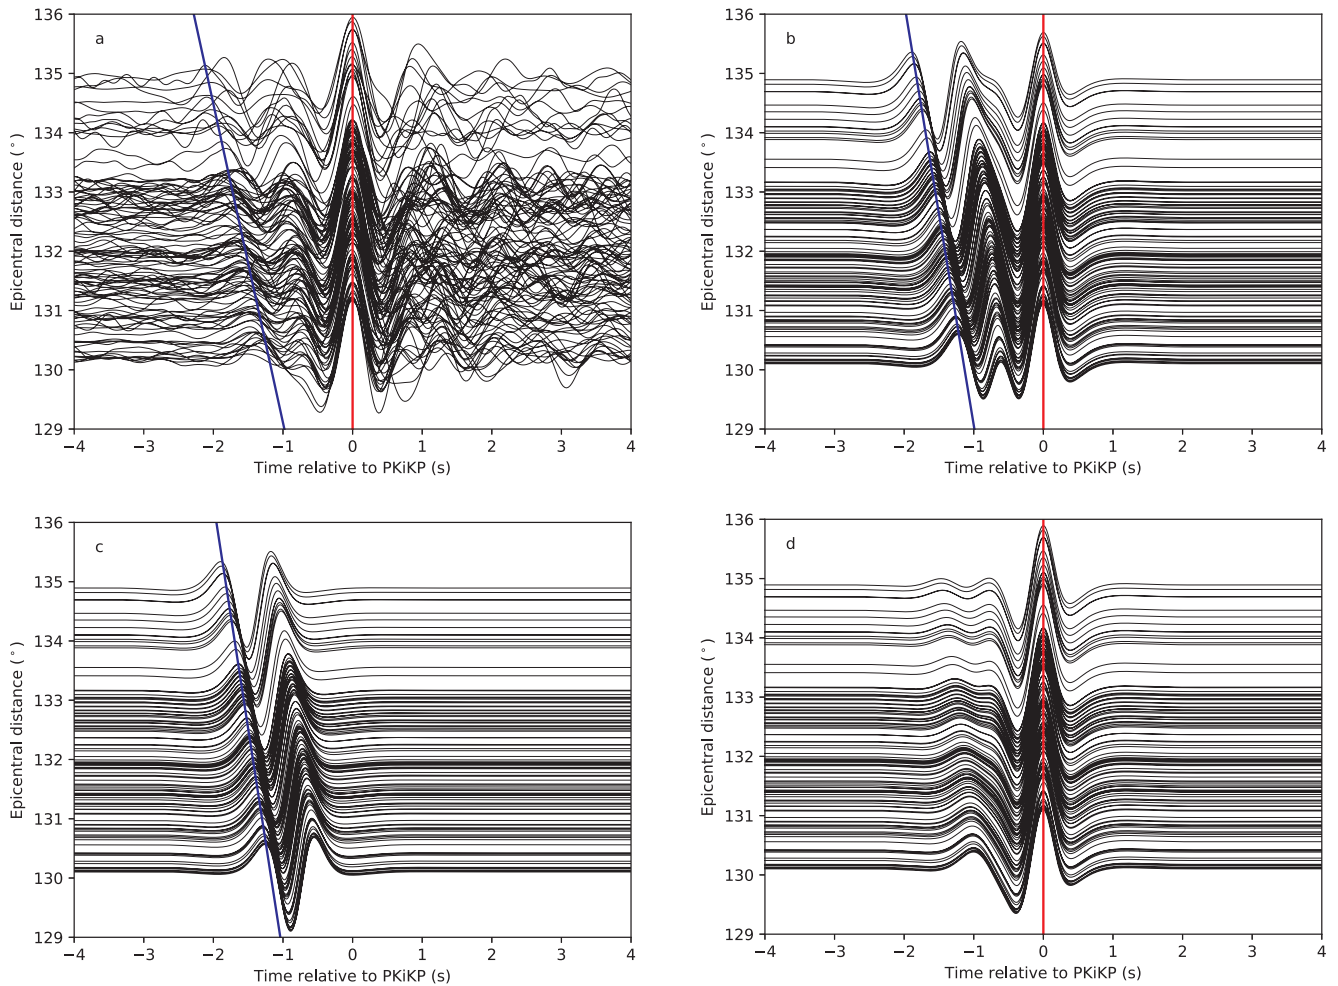 a
136
135
134
133
132
131
130
129
Epicentral distance (°)
−4 −3 −2 −1 0 1 2 3 4
Time relative to PKiKP (s)
b
136
135
134
133
132
131
130
129
Epicentral distance (°)
−4 −3 −2 −1 0 1 2 3 4
Time relative to PKiKP (s)
c
136
135
134
133
132
131
130
129
Epicentral distance (°)
−4 −3 −2 −1 0 1 2 3 4
Time relative to PKiKP (s)
d
136
135
134
133
132
131
130
129
Epicentral distance (°)
−4 −3 −2 −1 0 1 2 3 4
Time relative to PKiKP (s)